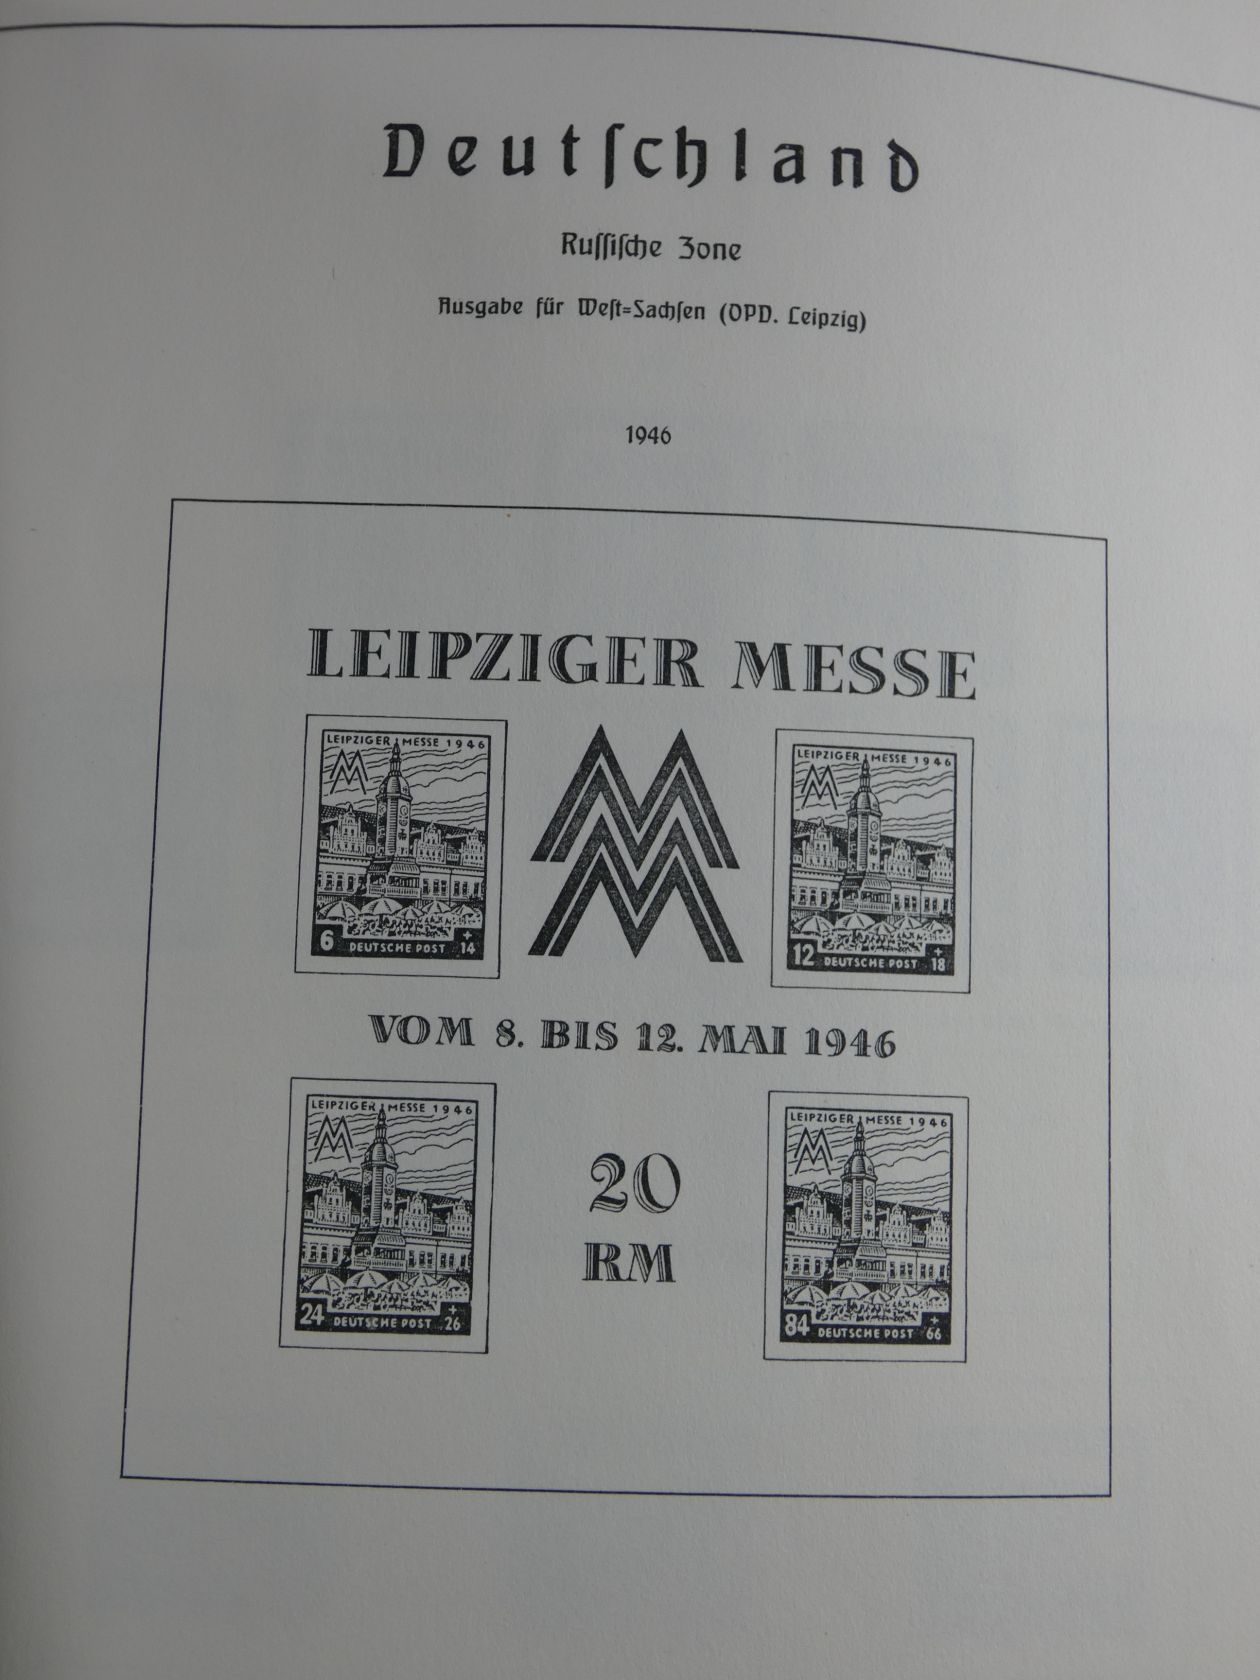 Deutſchland
Ruſſiſche Zone
Ausgabe für Weſt=Sachſen (OPD. Leipzig)
1946
LEIPZIGER MESSE
LEIPZIGER MESSE 1946
6 DEUTSCHE POST +14
MM
LEIPZIGER MESSE 1946
12 DEUTSCHE POST +18
VOM 8. BIS 12. MAI 1946
LEIPZIGER MESSE 1946
24 DEUTSCHE POST +26
20
RM
LEIPZIGER MESSE 1946
84 DEUTSCHE POST +66